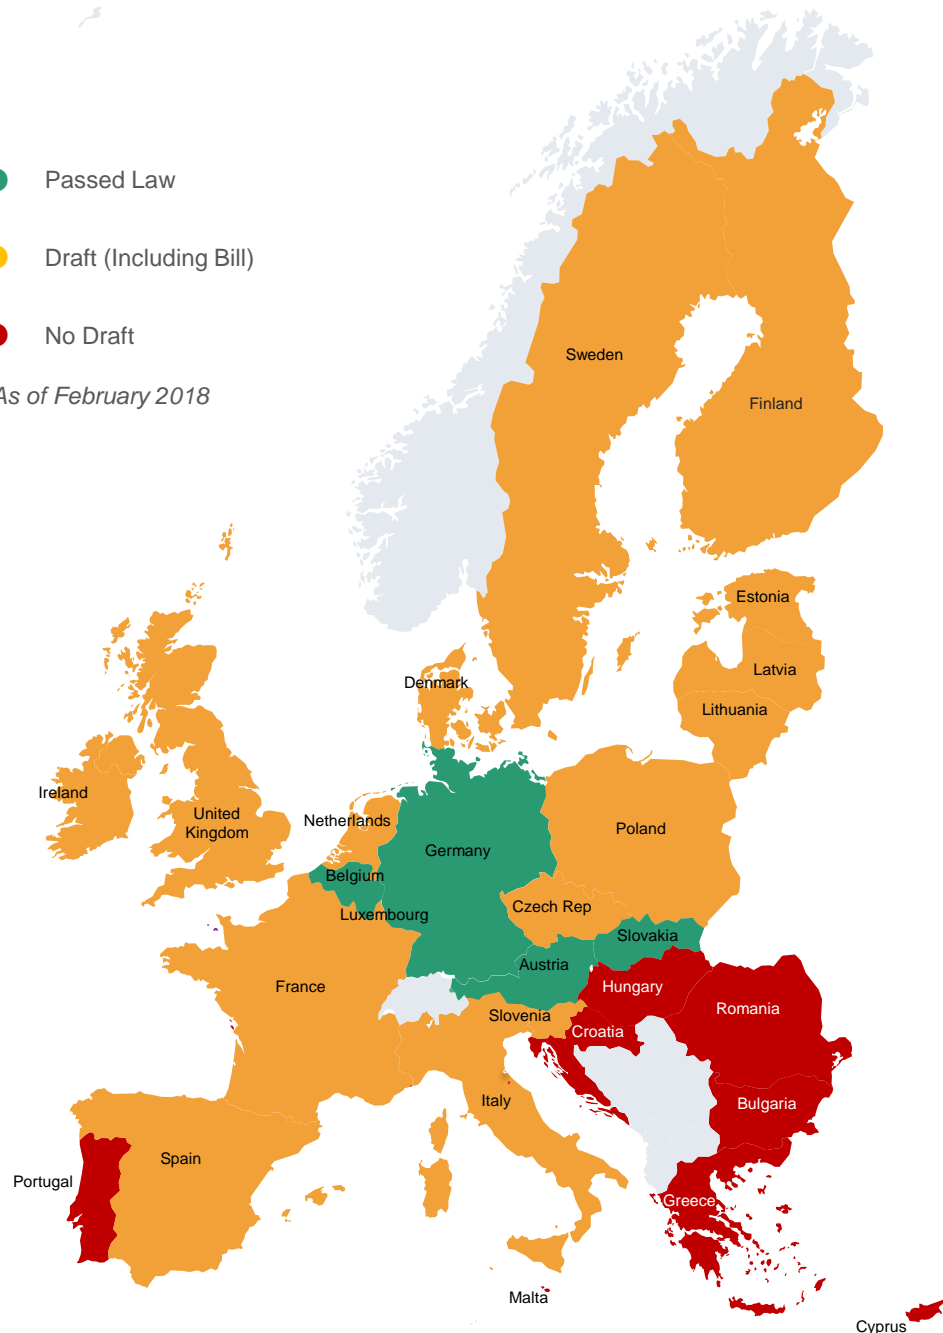 Passed Law
Draft (Including Bill)
No Draft
As of February 2018
Sweden
Finland
Estonia
Latvia
Denmark
Lithuania
Ireland
United
Kingdom
Netherlands
Poland
Germany
Belgium
Czech Rep
Luxembourg
Slovakia
Austria
France
Hungary
Romania
Slovenia
Croatia
Italy
Bulgaria
Spain
Portugal
Greece
Malta
Cyprus